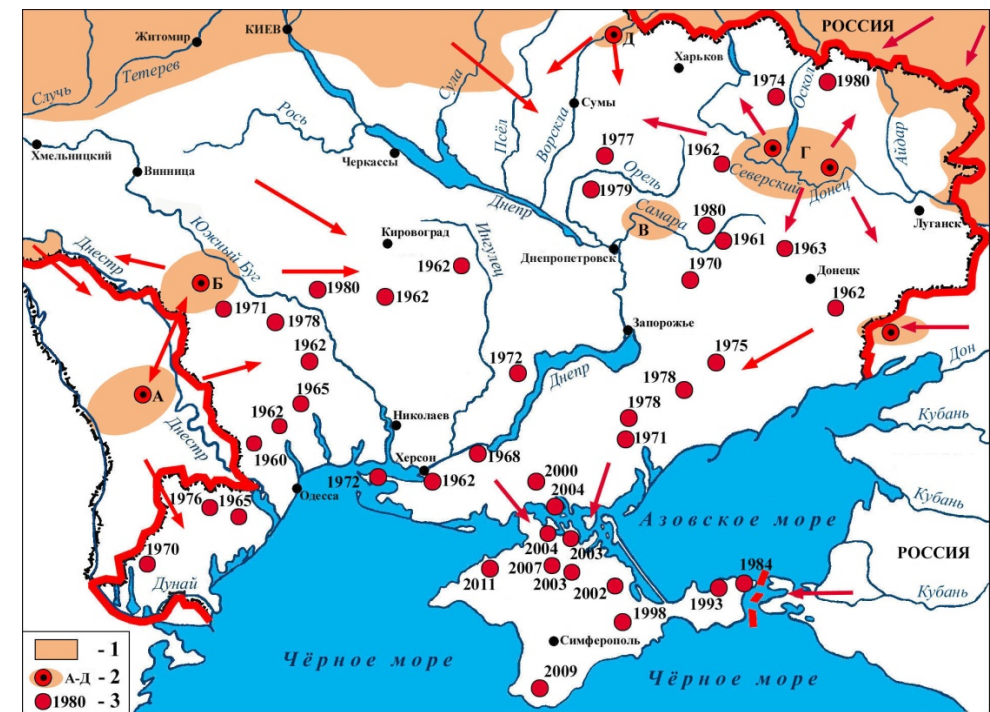 КИЕВ
Житомир
Тетерев
Случь
Сула
Псёл
Ворскла
Д
РОССИЯ
Харьков
Сумы
1974
Оскол
1980
Айдар
Хмельницкий
Винница
Рось
Черкассы
1977
1962
Г
Северский
Донец
Орель
1979
Днепр
Самара
В
1980
1961
Луганск
Южный Буг
Кировоград
Ингулец
Днепропетровск
1963
Днестр
1962
1970
Донецк
Б
1980
1962
1962
1971
1978
Запорожье
1962
1972
Днепр
1975
Дон
А
1965
1978
Кубань
Днестр
1962
Николаев
1978
1960
Херсон
1968
1971
1972
1962
2000
Кубань
Одесса
2004
1976
1965
Азовское море
2004
2003
РОССИЯ
1970
2007
1984
Дунай
2011
2003
2002
1993
Кубань
1998
Симферополь
Чёрное море
Чёрное море
2009
- 1
А-Д - 2
1980 - 3